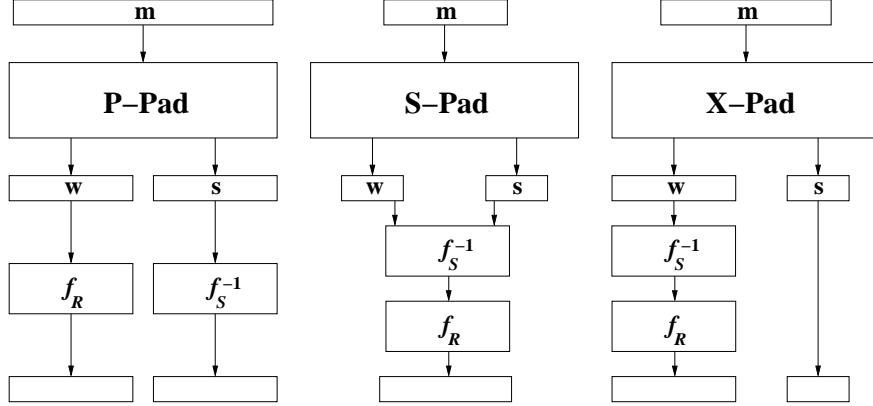 m m m
P–Pad S–Pad X–Pad
w s w s w s
f_S^{-1} f_S^{-1}
f_R f_S^{-1}
f_R f_R